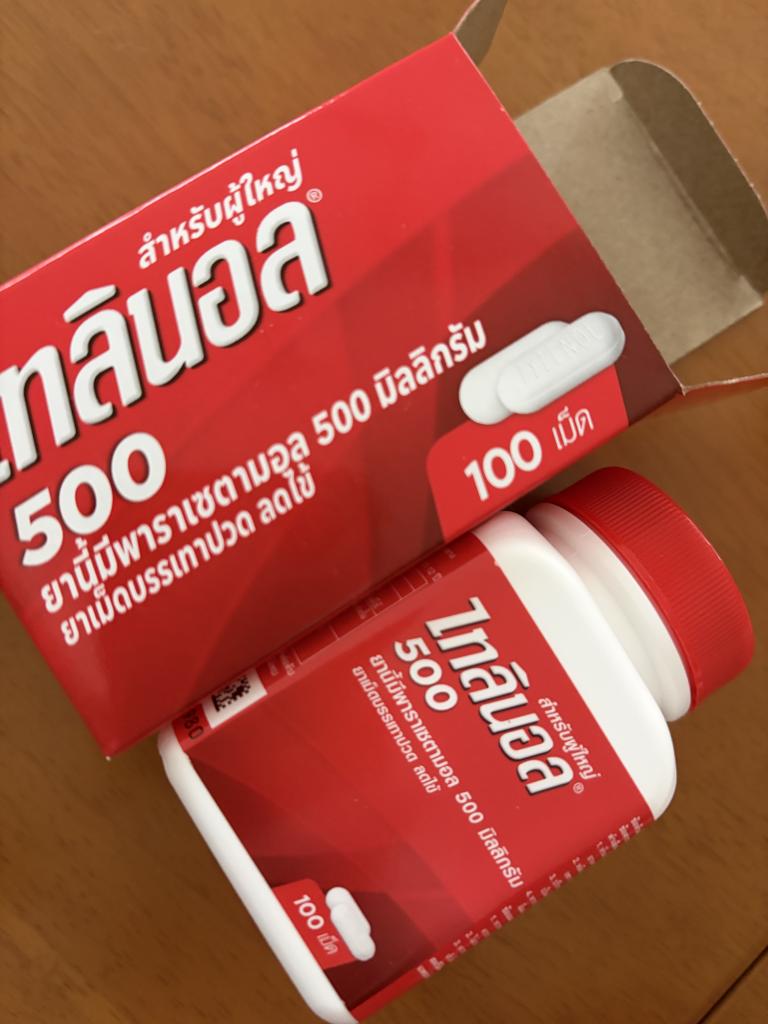 สำหรับผู้ใหญ่
ไทลินอล®
500
ยานี้มีพาราเซตามอล 500 มิลลิกรัม
ยาเม็ดบรรเทาปวด ลดไข้
TYLENOL
100 เม็ด
สำหรับผู้ใหญ่
ไทลินอล®
500
ยานี้มีพาราเซตามอล 500 มิลลิกรัม
ยาเม็ดบรรเทาปวด ลดไข้
100 เม็ด